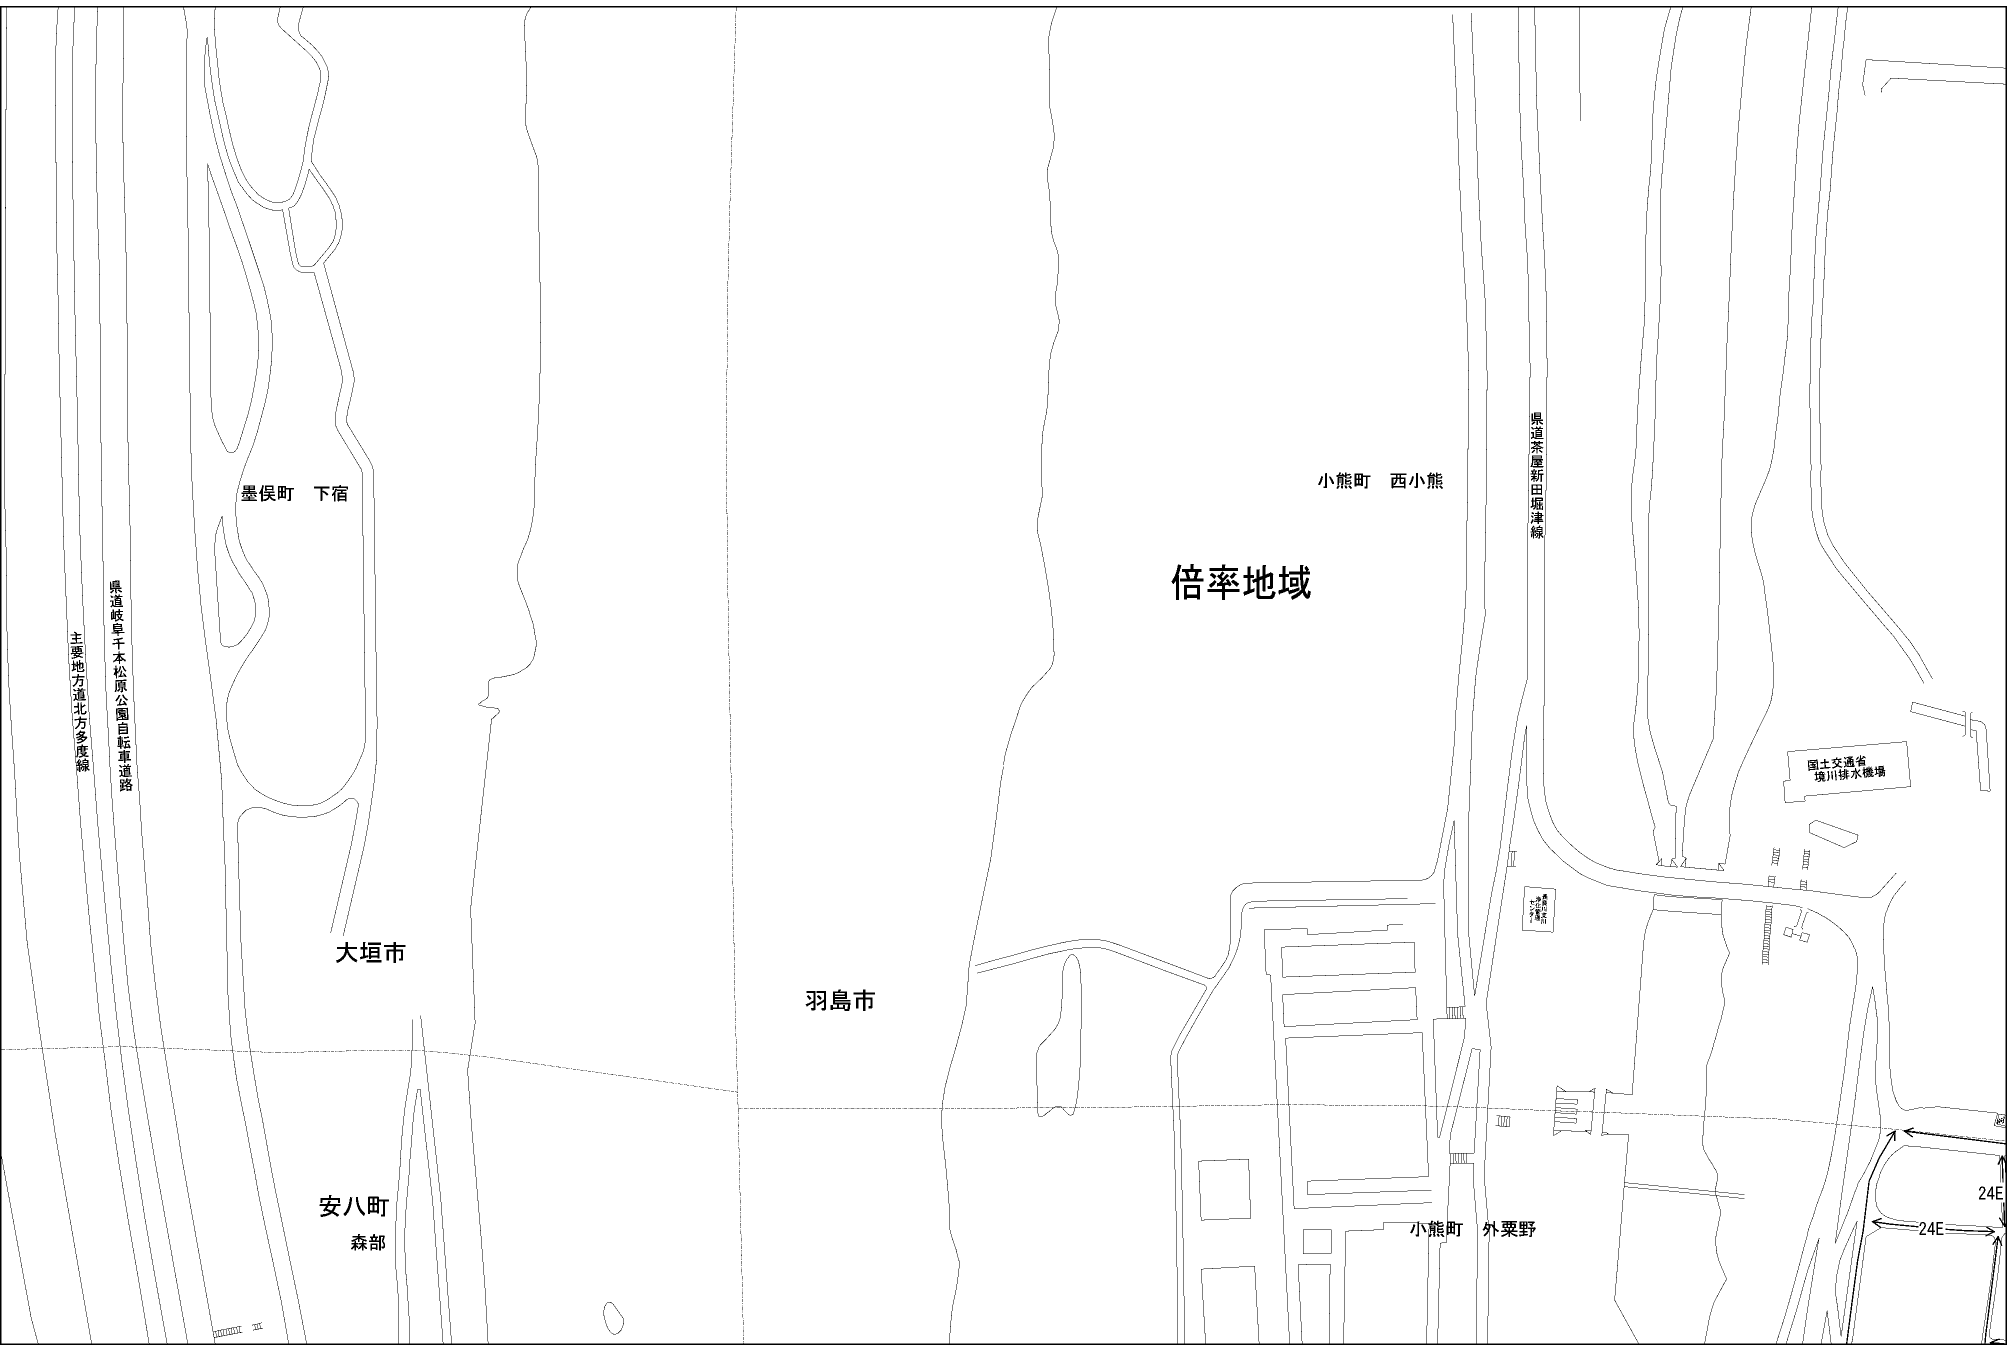 県道茶屋新田堀津線
小熊町　西小熊
墨俣町　下宿
倍率地域
県道岐阜千本松原公園自転車道路
主要地方道北方多度線
国土交通省
境川排水機場
大垣市
羽島市
24E
安八町
24E
小熊町　外粟野
森部